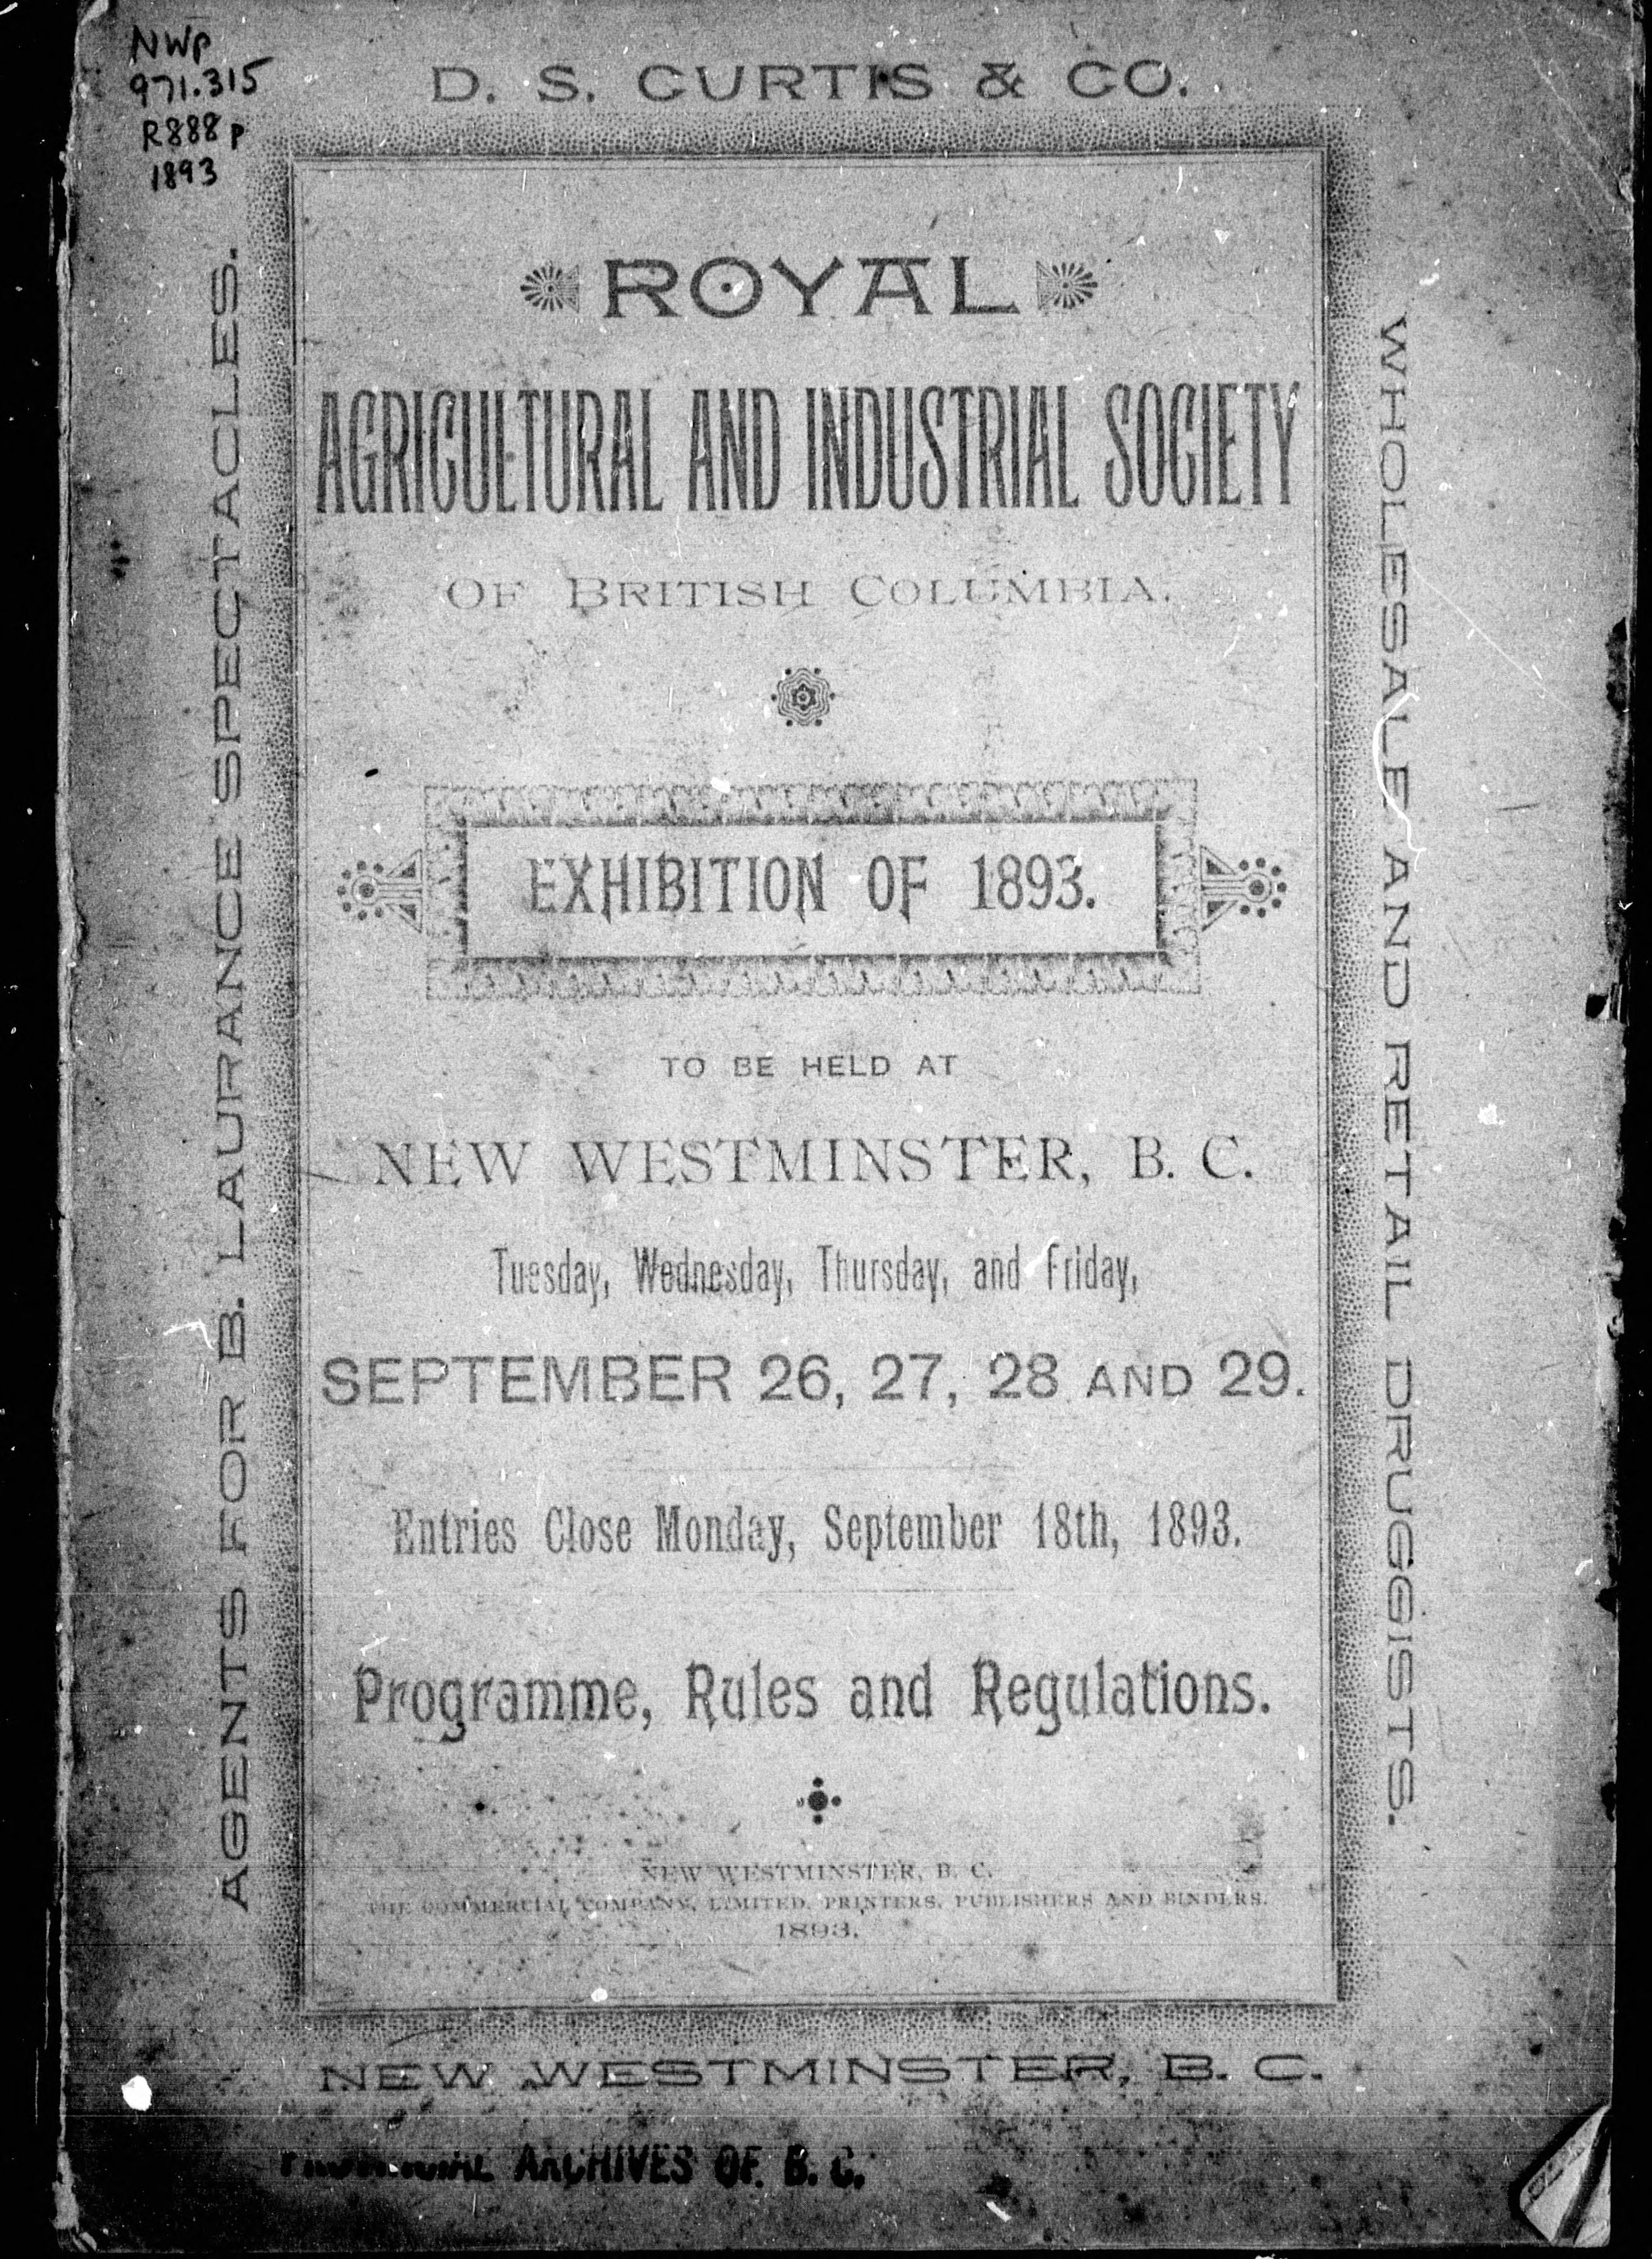 NWp
971.315
R888p
1893
D. S. CURTIS & CO.
AGENTS FOR B. LAURANCE SPECTACLES.
WHOLESALE AND RETAIL DRUGGISTS.
ROYAL
AGRICULTURAL AND INDUSTRIAL SOCIETY
OF BRITISH COLUMBIA.
EXHIBITION OF 1893.
TO BE HELD AT
NEW WESTMINSTER, B. C.
Tuesday, Wednesday, Thursday, and Friday,
SEPTEMBER 26, 27, 28 AND 29.
Entries Close Monday, September 18th, 1893.
Programme, Rules and Regulations.
NEW WESTMINSTER, B. C.
THE COMMERCIAL COMPANY, LIMITED, PRINTERS, PUBLISHERS AND BINDERS.
1893.
NEW WESTMINSTER, B. C.
ARCHIVES OF B. C.